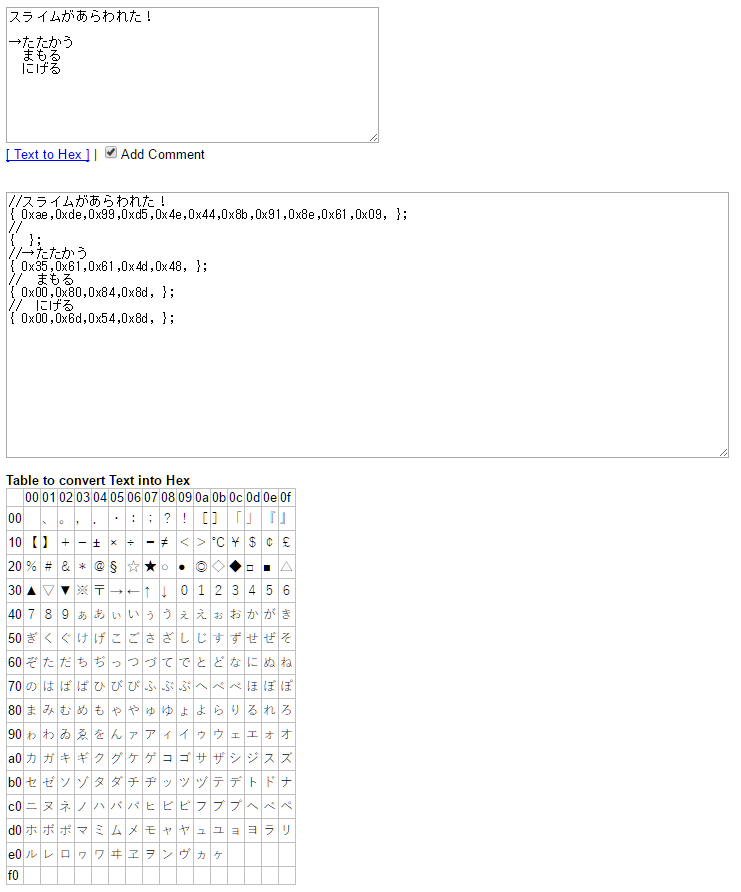 スライムがあらわれた！
→たたかう
　まもる
　にげる
[ Text to Hex ] | Add Comment
//スライムがあらわれた！
{ 0xae,0xde,0x99,0xd5,0x4e,0x44,0x8b,0x91,0x8e,0x61,0x09, };
//
{  };
//→たたかう
{ 0x35,0x61,0x61,0x4d,0x48, };
//　まもる
{ 0x00,0x80,0x84,0x8d, };
//　にげる
{ 0x00,0x6d,0x54,0x8d, };
Table to convert Text into Hex
00 01 02 03 04 05 06 07 08 09 0a 0b 0c 0d 0e 0f
00 　 、 。 ， ． ・ ： ； ？ ！ ［ ］ 「 」 『 』
10 【 】 ＋ － ± × ÷ ＝ ≠ ＜ ＞ ℃ ￥ ＄ ￠ ￡
20 ％ ＃ ＆ ＊ ＠ § ☆ ★ ○ ● ◎ ◇ ◆ □ ■ △
30 ▲ ▽ ▼ ※ 〒 → ← ↑ ↓ 0 1 2 3 4 5 6
40 7 8 9 ぁ あ ぃ い ぅ う ぇ え ぉ お か が き
50 ぎ く ぐ け げ こ ご さ ざ し じ す ず せ ぜ そ
60 ぞ た だ ち ぢ っ つ づ て で と ど な に ぬ ね
70 の は ば ぱ ひ び ぴ ふ ぶ ぷ へ べ ぺ ほ ぼ ぽ
80 ま み む め も ゃ や ゅ ゆ ょ よ ら り る れ ろ
90 ゎ わ ゐ ゑ を ん ァ ア ィ イ ゥ ウ ェ エ ォ オ
a0 カ ガ キ ギ ク グ ケ ゲ コ ゴ サ ザ シ ジ ス ズ
b0 セ ゼ ソ ゾ タ ダ チ ヂ ッ ツ ヅ テ デ ト ド ナ
c0 ニ ヌ ネ ノ ハ バ パ ヒ ビ ピ フ ブ プ ヘ ベ ペ
d0 ホ ボ ポ マ ミ ム メ モ ャ ヤ ュ ユ ョ ヨ ラ リ
e0 ル レ ロ ヮ ワ ヰ ヱ ヲ ン ヴ ヵ ヶ
f0